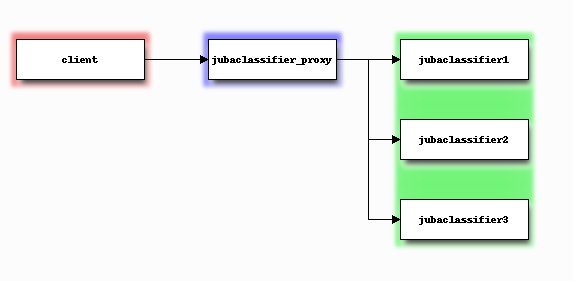 client
jubaclassifier_proxy
jubaclassifier1
jubaclassifier2
jubaclassifier3